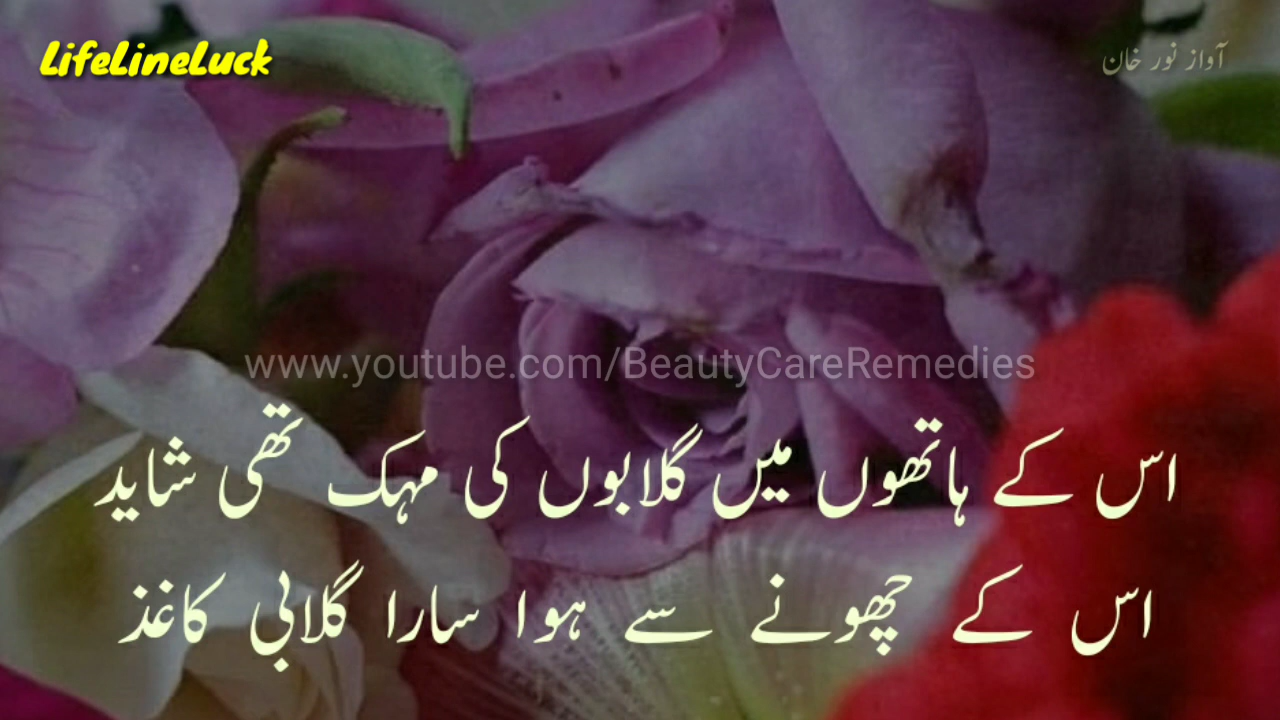 LifeLineLuck
آواز نور خان
www.youtube.com/BeautyCareRemedies
اس کے ہاتھوں میں گلابوں کی مہک تھی شاید
اس کے چھونے سے ہوا سارا گلابی کاغذ